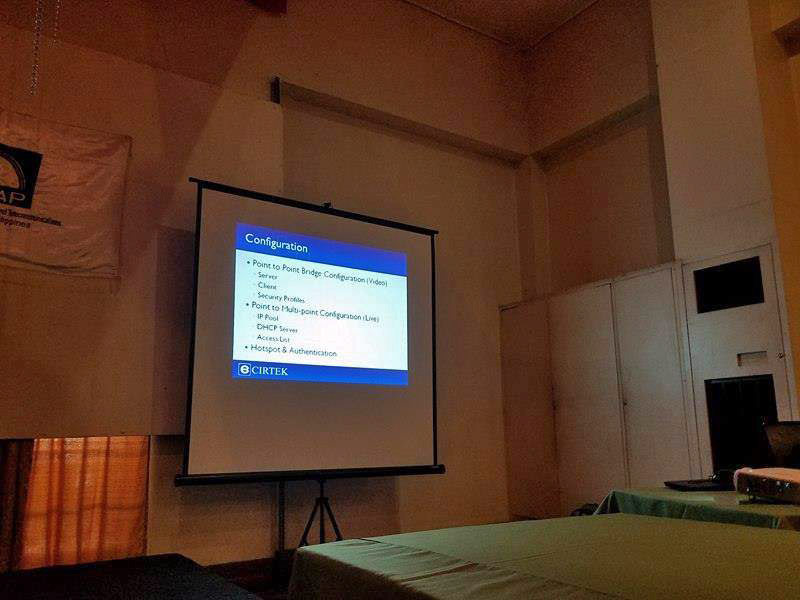 AP
Configuration
• Point to Point Bridge Configuration (Video)
Server
Client
Security Profiles
• Point to Multi-point Configuration (Live)
IP Pool
DHCP Server
Access List
• Hotspot & Authentication
e CIRTEK